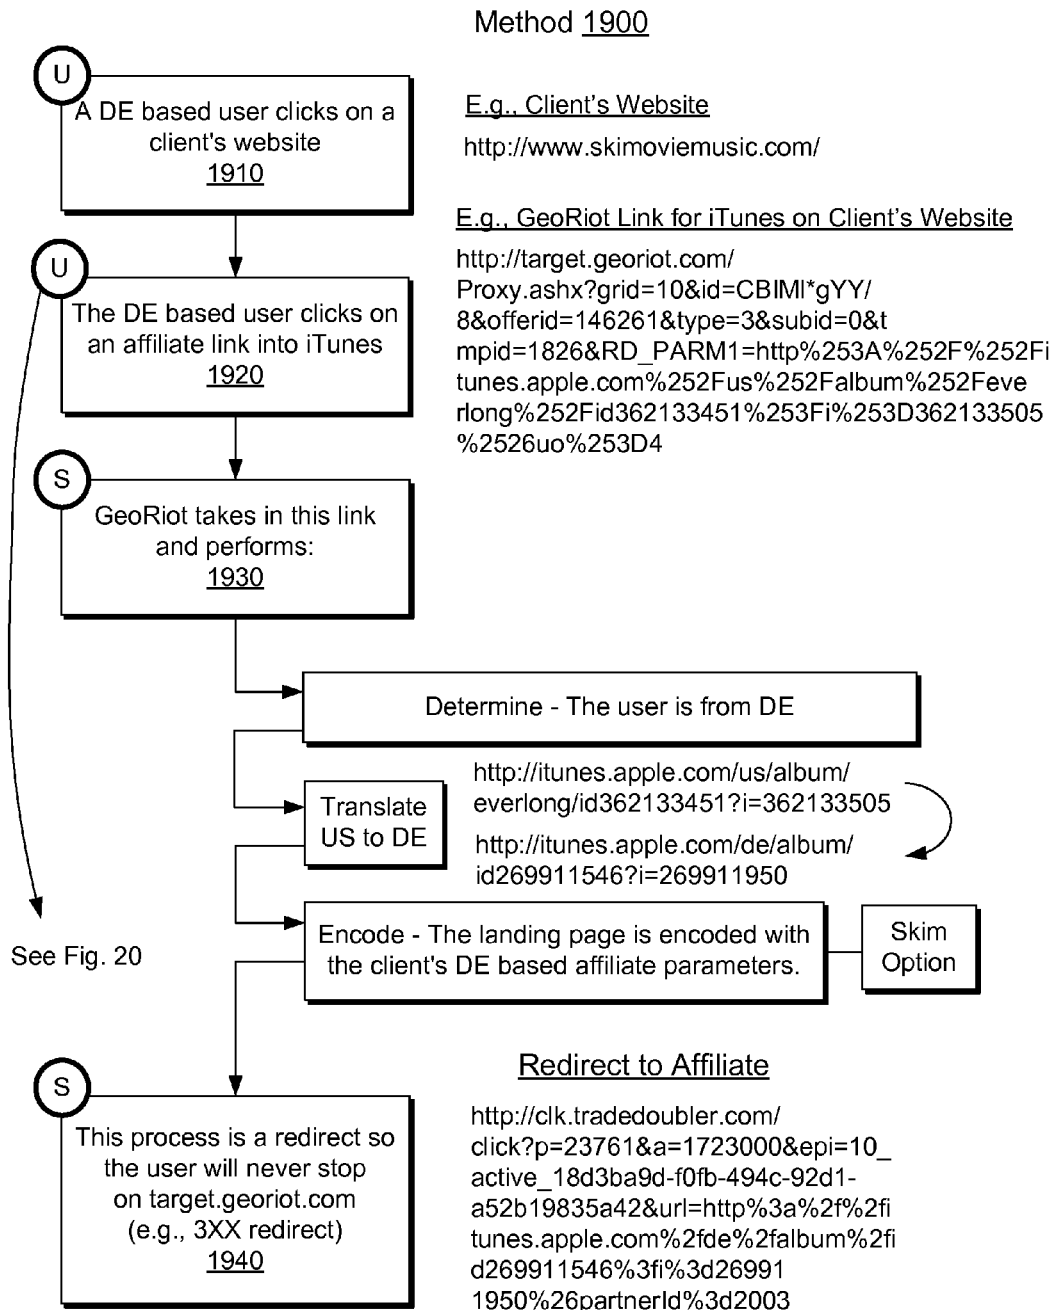 Method 1900
U
A DE based user clicks on a
client's website
1910
E.g., Client's Website
http://www.skimoviemusic.com/
U
The DE based user clicks on
an affiliate link into iTunes
1920
E.g., GeoRiot Link for iTunes on Client's Website
http://target.georiot.com/
Proxy.ashx?grid=10&id=CBIMl*gYY/
8&offerid=146261&type=3&subid=0&t
mpid=1826&RD_PARM1=http%253A%252F%252Fi
tunes.apple.com%252Fus%252Falbum%252Feve
rlong%252Fid362133451%253Fi%253D362133505
%2526uo%253D4
S
GeoRiot takes in this link
and performs:
1930
Determine - The user is from DE
Translate
US to DE
http://itunes.apple.com/us/album/
everlong/id362133451?i=362133505
http://itunes.apple.com/de/album/
id269911546?i=269911950
See Fig. 20
Encode - The landing page is encoded with
the client's DE based affiliate parameters.
Skim
Option
S
This process is a redirect so
the user will never stop
on target.georiot.com
(e.g., 3XX redirect)
1940
Redirect to Affiliate
http://clk.tradedoubler.com/
click?p=23761&a=1723000&epi=10_
active_18d3ba9d-f0fb-494c-92d1-
a52b19835a42&url=http%3a%2f%2fi
tunes.apple.com%2fde%2falbum%2fi
d269911546%3fi%3d26991
1950%26partnerId%3d2003